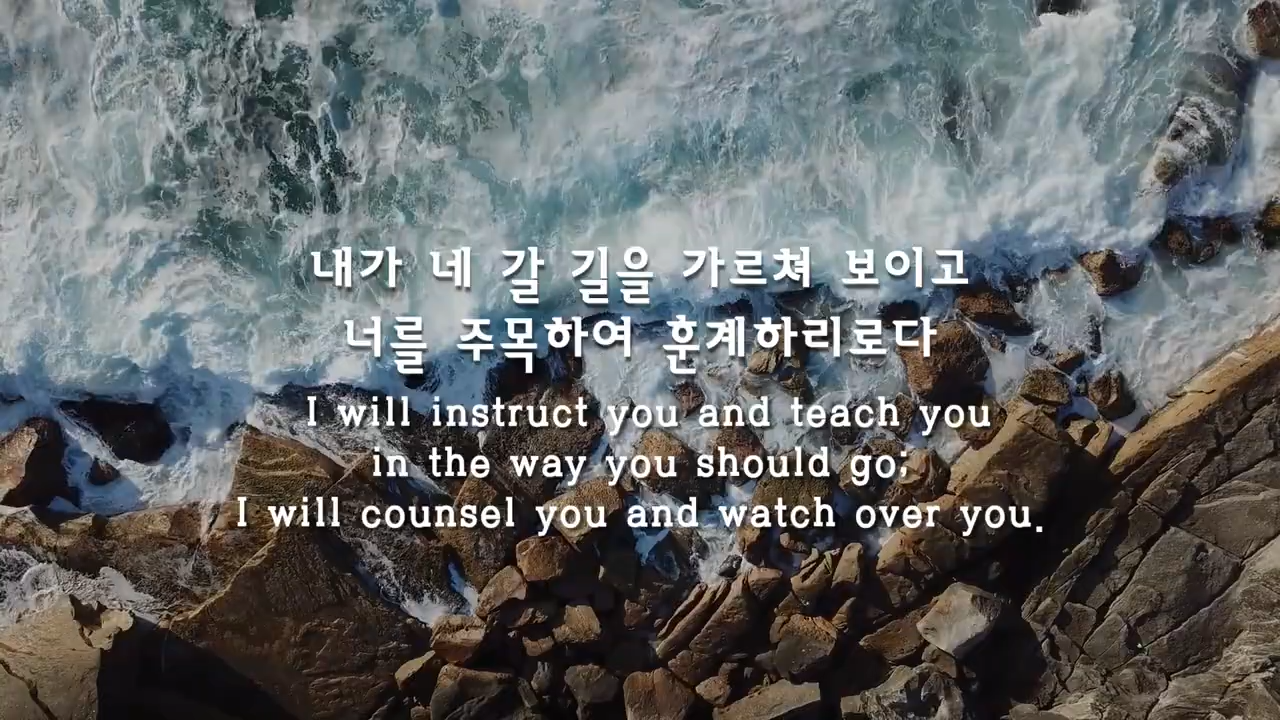 내가 네 갈 길을 가르쳐 보이고
너를 주목하여 훈계하리로다
I will instruct you and teach you
in the way you should go;
I will counsel you and watch over you.